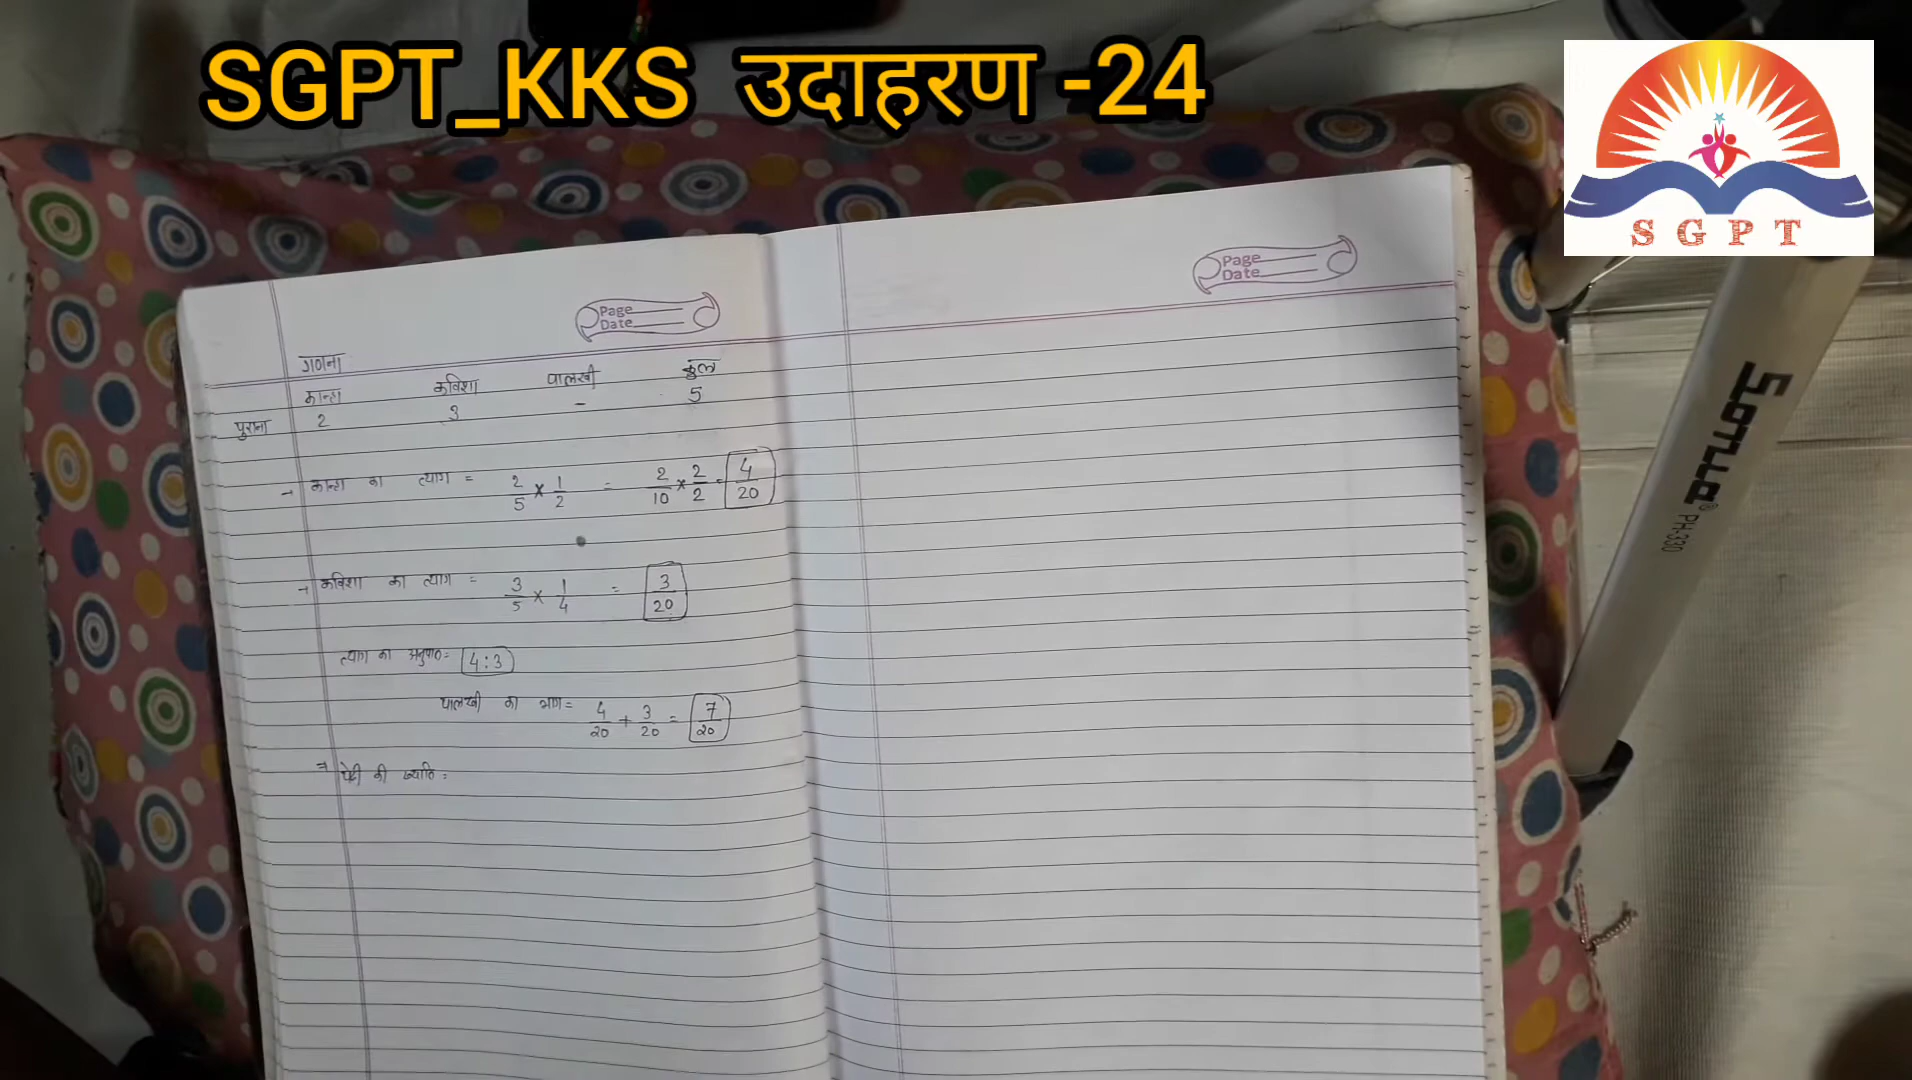 SGPT_KKS उदाहरण -24
S G P T
Page
Date
Page
Date
गणना
कान्हा कविशा पालखी कुल
पुराना 2 3 - 5
→ कान्हा का त्याग = 2/5 × 1/2 = 2/10 × 2/2 = 4/20
→ कविशा का त्याग = 3/5 × 1/4 = 3/20
त्याग का अनुपात = 4:3
पालखी का भाग = 4/20 + 3/20 = 7/20
⇒ की ख्याति :
Somita® PH-330